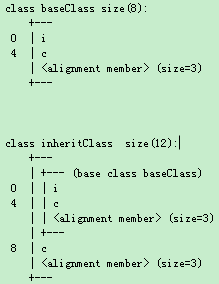 class baseClass size(8):
+---
0 | i
4 | c
| <alignment member> (size=3)
+---
class inheritClass size(12):
+---
| +--- (base class baseClass)
0 | | i
4 | | c
| | <alignment member> (size=3)
| +---
8 | c
| <alignment member> (size=3)
+---